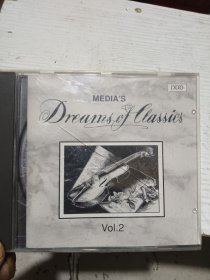 MEDIA'S
DDD
Dreams of Classics
Vol.2